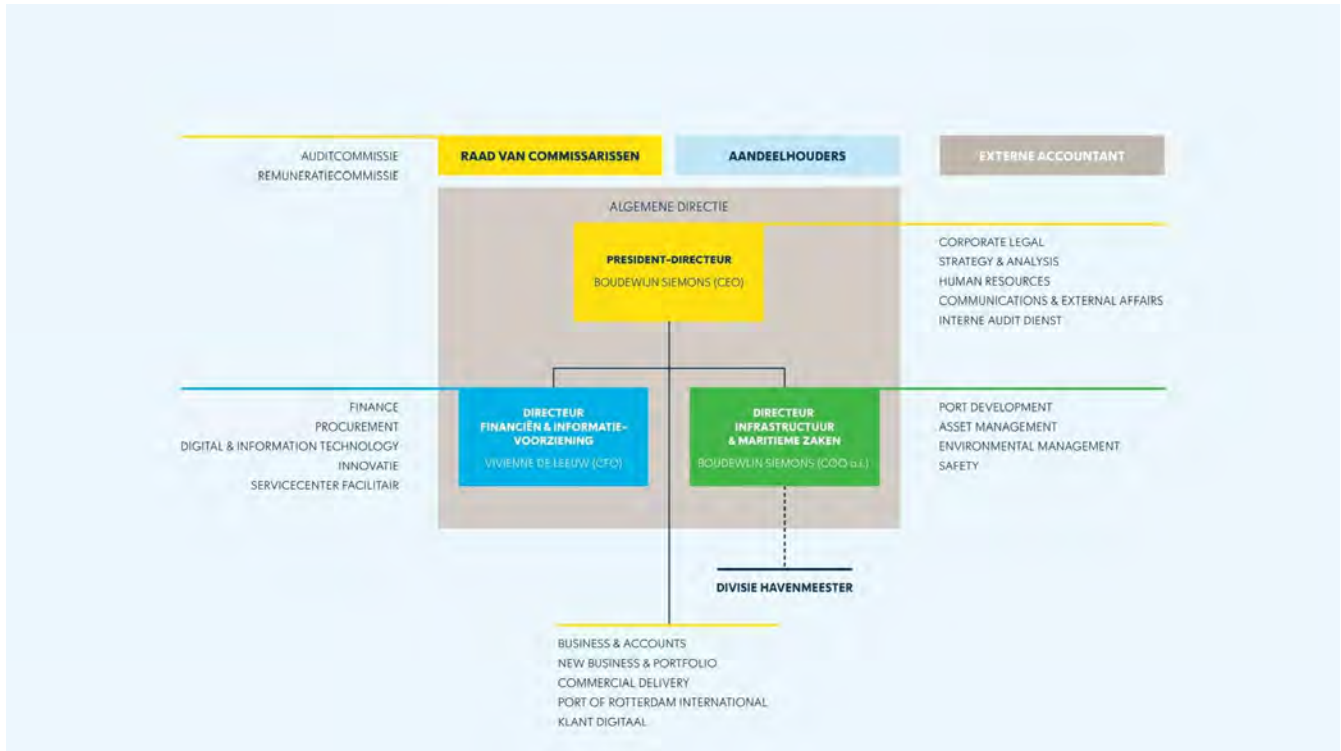 AUDITCOMMISSIE
REMUNERATIECOMMISSIE
RAAD VAN COMMISSARISSEN
AANDEELHOUDERS
EXTERNE ACCOUNTANT
ALGEMENE DIRECTIE
PRESIDENT-DIRECTEUR
BOUDEWIJN SIEMONS (CEO)
CORPORATE LEGAL
STRATEGY & ANALYSIS
HUMAN RESOURCES
COMMUNICATIONS & EXTERNAL AFFAIRS
INTERNE AUDIT DIENST
FINANCE
PROCUREMENT
DIGITAL & INFORMATION TECHNOLOGY
INNOVATIE
SERVICECENTER FACILITAIR
DIRECTEUR
FINANCIËN & INFORMATIE-
VOORZIENING
VIVIENNE DE LEEUW (CFO)
DIRECTEUR
INFRASTRUCTUUR
& MARITIEME ZAKEN
BOUDEWIJN SIEMONS (COO a.i.)
PORT DEVELOPMENT
ASSET MANAGEMENT
ENVIRONMENTAL MANAGEMENT
SAFETY
DIVISIE HAVENMEESTER
BUSINESS & ACCOUNTS
NEW BUSINESS & PORTFOLIO
COMMERCIAL DELIVERY
PORT OF ROTTERDAM INTERNATIONAL
KLANT DIGITAAL